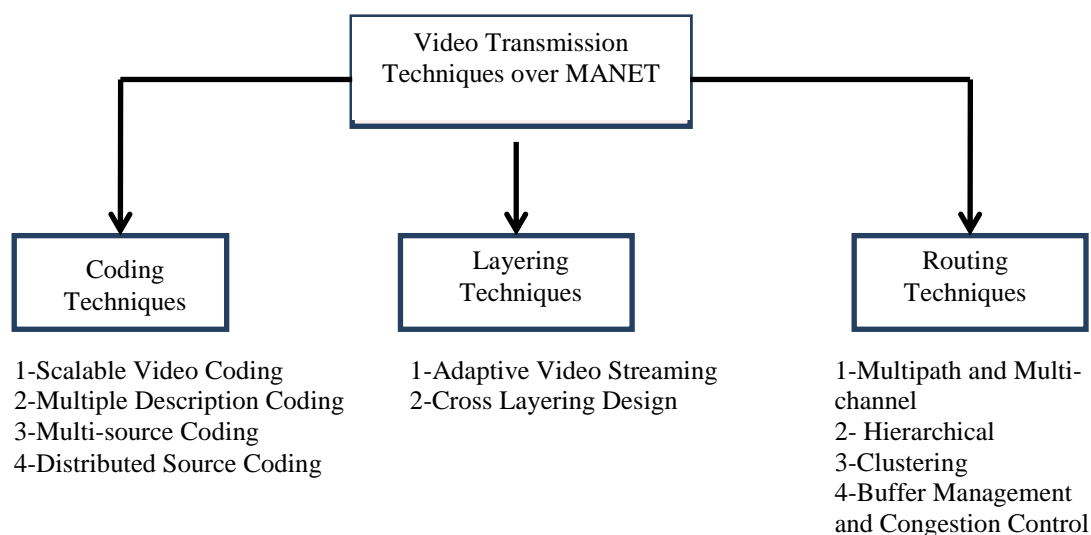 Video Transmission
Techniques over MANET
Coding
Techniques
Layering
Techniques
Routing
Techniques
1-Scalable Video Coding
2-Multiple Description Coding
3-Multi-source Coding
4-Distributed Source Coding
1-Adaptive Video Streaming
2-Cross Layering Design
1-Multipath and Multi-
channel
2- Hierarchical
3-Clustering
4-Buffer Management
and Congestion Control